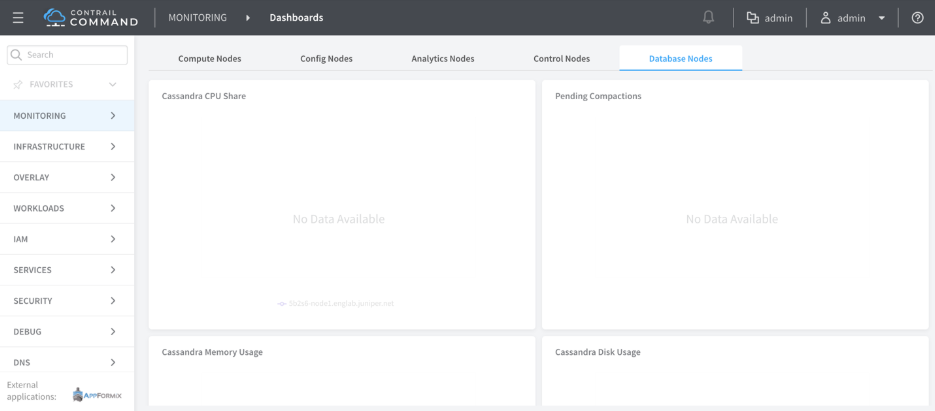 CONTRAIL
COMMAND
MONITORING
Dashboards
admin
admin
Search
FAVORITES
MONITORING
INFRASTRUCTURE
OVERLAY
WORKLOADS
IAM
SERVICES
SECURITY
DEBUG
DNS
External
applications:
APPFORMIX
Compute Nodes
Config Nodes
Analytics Nodes
Control Nodes
Database Nodes
Cassandra CPU Share
No Data Available
Pending Compactions
No Data Available
Cassandra Memory Usage
Cassandra Disk Usage